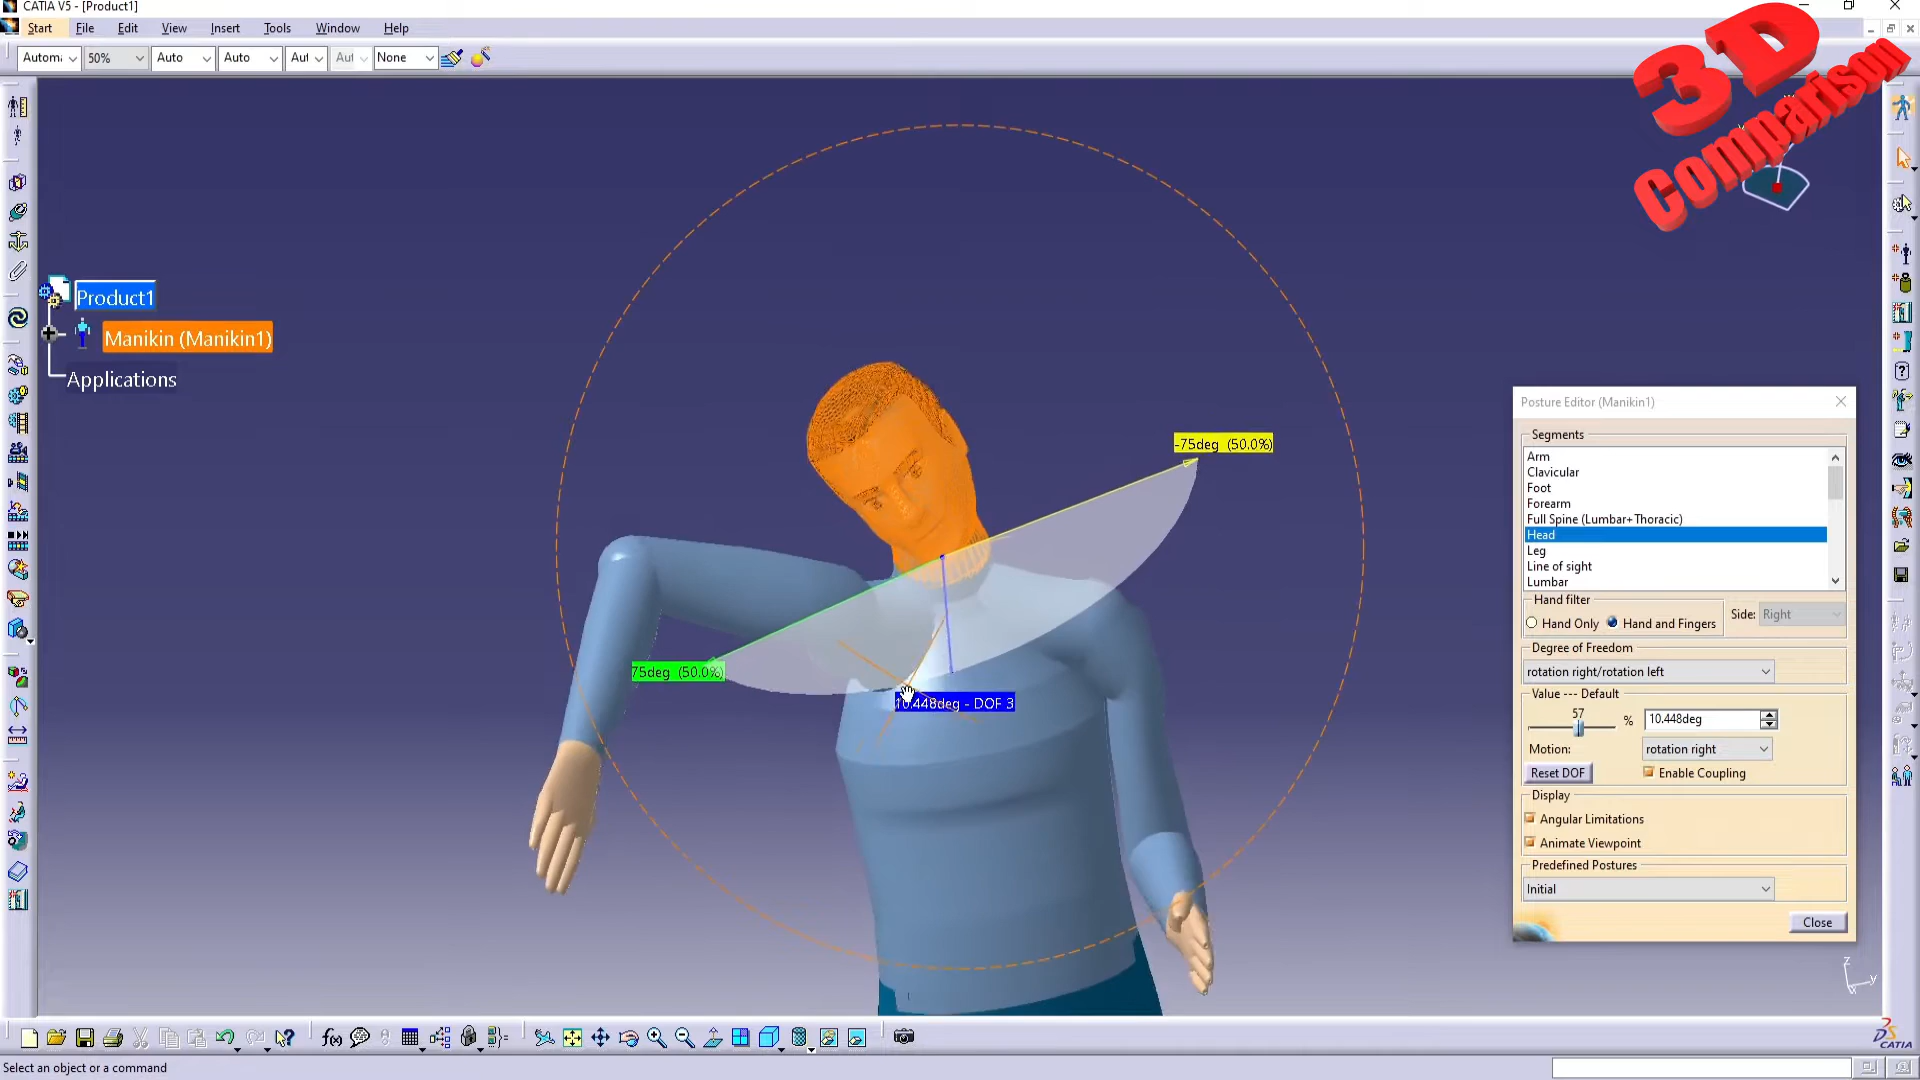 CATIA V5 - [Product1]
Start File Edit View Insert Tools Window Help
Automa 50% Auto Auto Aut Aut None
3D
Comparison
Product1
Manikin (Manikin1)
Applications
-75deg (50.0%)
75deg (50.0%)
10.448deg - DOF 3
Posture Editor (Manikin1)
Segments
Arm
Clavicular
Foot
Forearm
Full Spine (Lumbar+Thoracic)
Head
Leg
Line of sight
Lumbar
Hand filter
Hand Only Hand and Fingers
Side: Right
Degree of Freedom
rotation right/rotation left
Value --- Default
57 % 10.448deg
Motion: rotation right
Reset DOF Enable Coupling
Display
Angular Limitations
Animate Viewpoint
Predefined Postures
Initial
Close
z
y
f(x)
CATIA
Select an object or a command